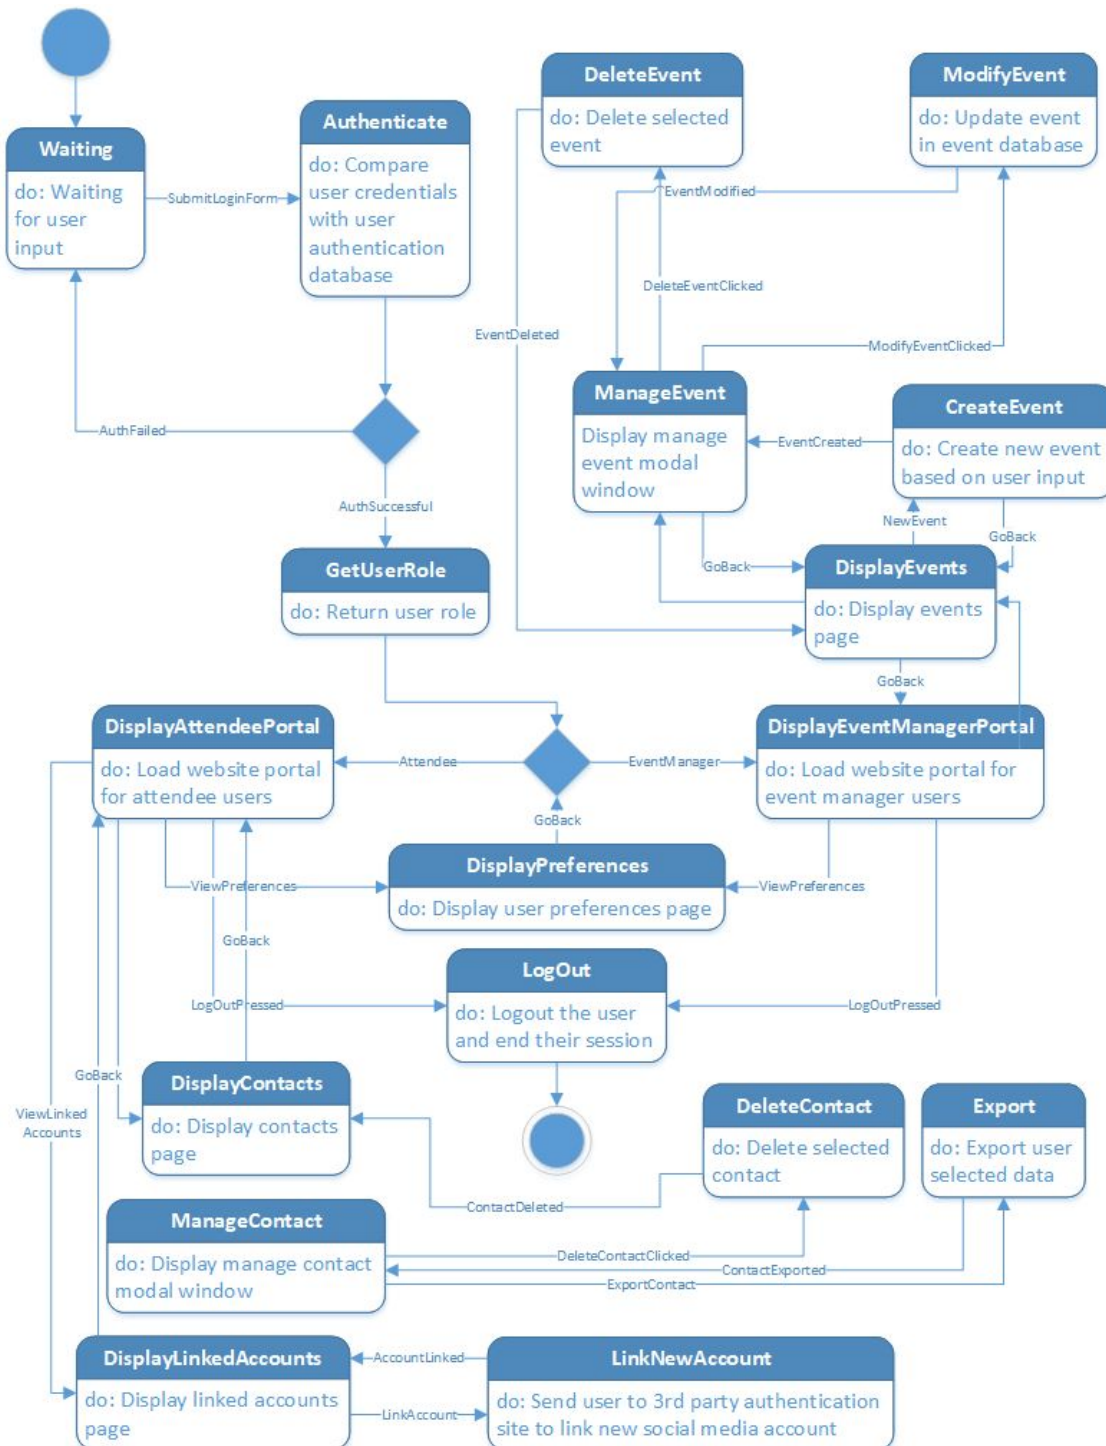 DeleteEvent
do: Delete selected
event
ModifyEvent
do: Update event
in event database
Waiting
do: Waiting
for user
input
SubmitLoginForm
Authenticate
do: Compare
user credentials
with user
authentication
database
EventModified
DeleteEventClicked
EventDeleted
ModifyEventClicked
ManageEvent
Display manage
event modal
window
EventCreated
CreateEvent
do: Create new event
based on user input
AuthFailed
AuthSuccessful
NewEvent
GoBack
GoBack
GetUserRole
do: Return user role
DisplayEvents
do: Display events
page
GoBack
DisplayAttendeePortal
do: Load website portal
for attendee users
Attendee
EventManager
DisplayEventManagerPortal
do: Load website portal for
event manager users
GoBack
ViewPreferences
DisplayPreferences
do: Display user preferences page
ViewPreferences
GoBack
LogOutPressed
LogOut
do: Logout the user
and end their session
LogOutPressed
GoBack
ViewLinked
Accounts
DisplayContacts
do: Display contacts
page
DeleteContact
do: Delete selected
contact
Export
do: Export user
selected data
ContactDeleted
ManageContact
do: Display manage contact
modal window
DeleteContactClicked
ContactExported
ExportContact
DisplayLinkedAccounts
do: Display linked accounts
page
AccountLinked
LinkAccount
LinkNewAccount
do: Send user to 3rd party authentication
site to link new social media account